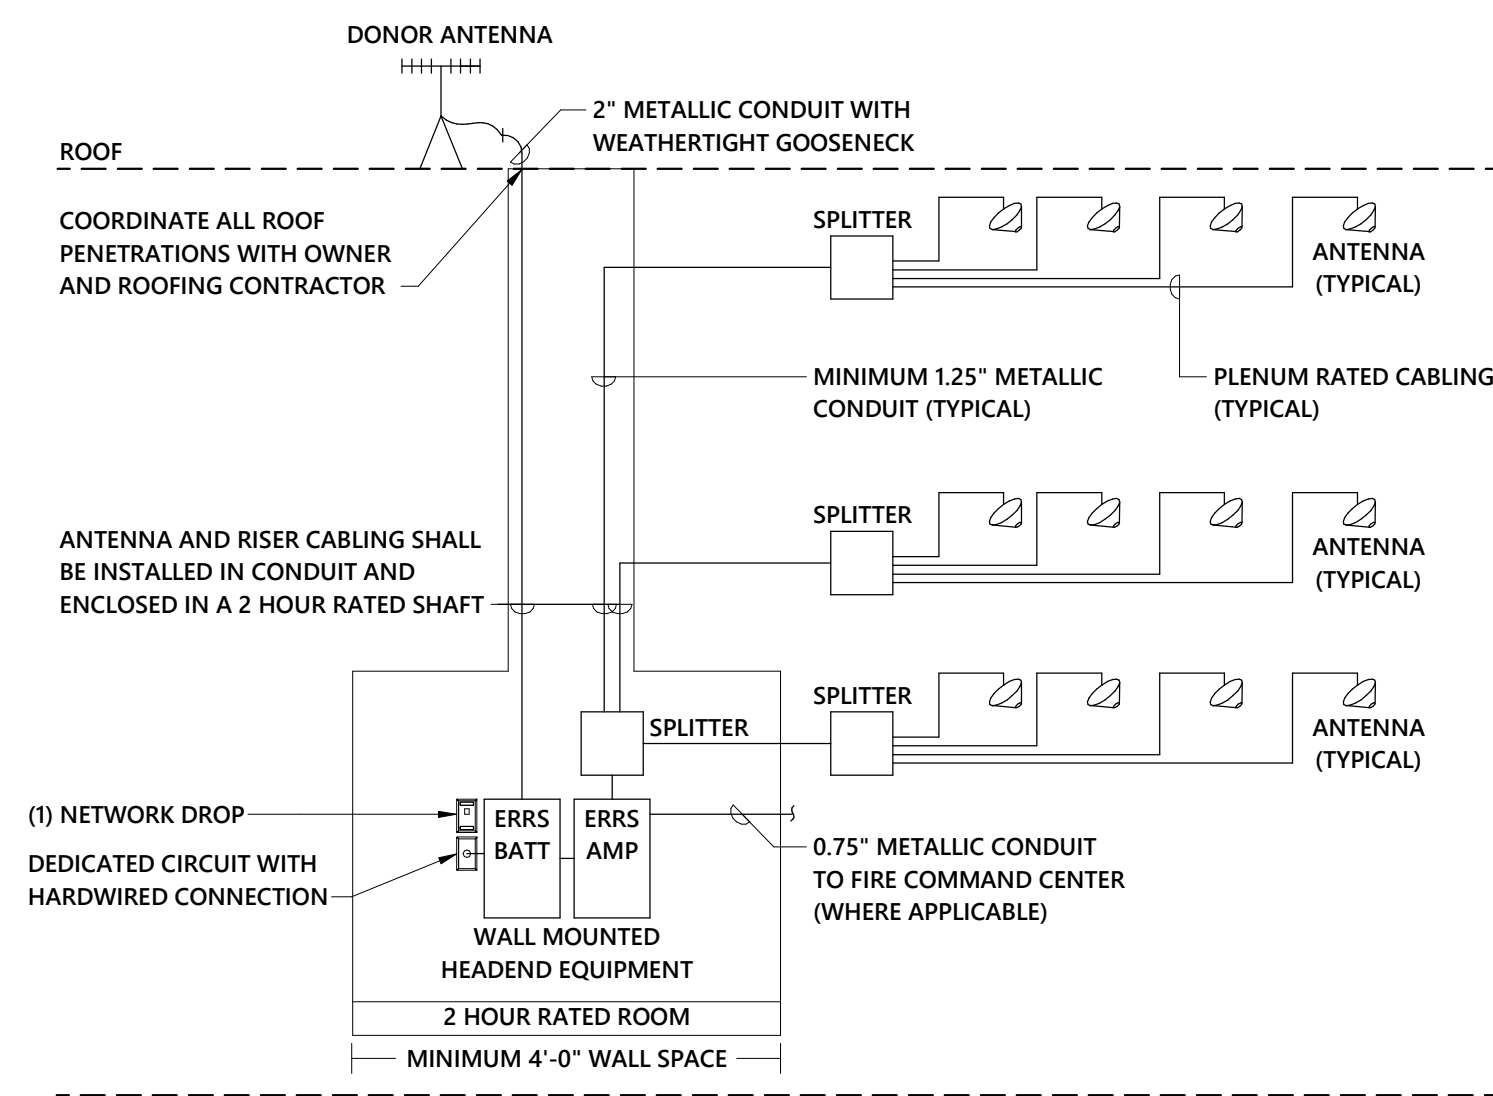 DONOR ANTENNA
2" METALLIC CONDUIT WITH
WEATHERTIGHT GOOSENECK
ROOF
COORDINATE ALL ROOF
PENETRATIONS WITH OWNER
AND ROOFING CONTRACTOR
SPLITTER
ANTENNA
(TYPICAL)
MINIMUM 1.25" METALLIC
CONDUIT (TYPICAL)
PLENUM RATED CABLING
(TYPICAL)
ANTENNA AND RISER CABLING SHALL
BE INSTALLED IN CONDUIT AND
ENCLOSED IN A 2 HOUR RATED SHAFT
SPLITTER
ANTENNA
(TYPICAL)
SPLITTER
SPLITTER
ANTENNA
(TYPICAL)
(1) NETWORK DROP
DEDICATED CIRCUIT WITH
HARDWIRED CONNECTION
ERRS
BATT
ERRS
AMP
0.75" METALLIC CONDUIT
TO FIRE COMMAND CENTER
(WHERE APPLICABLE)
WALL MOUNTED
HEADEND EQUIPMENT
2 HOUR RATED ROOM
MINIMUM 4'-0" WALL SPACE